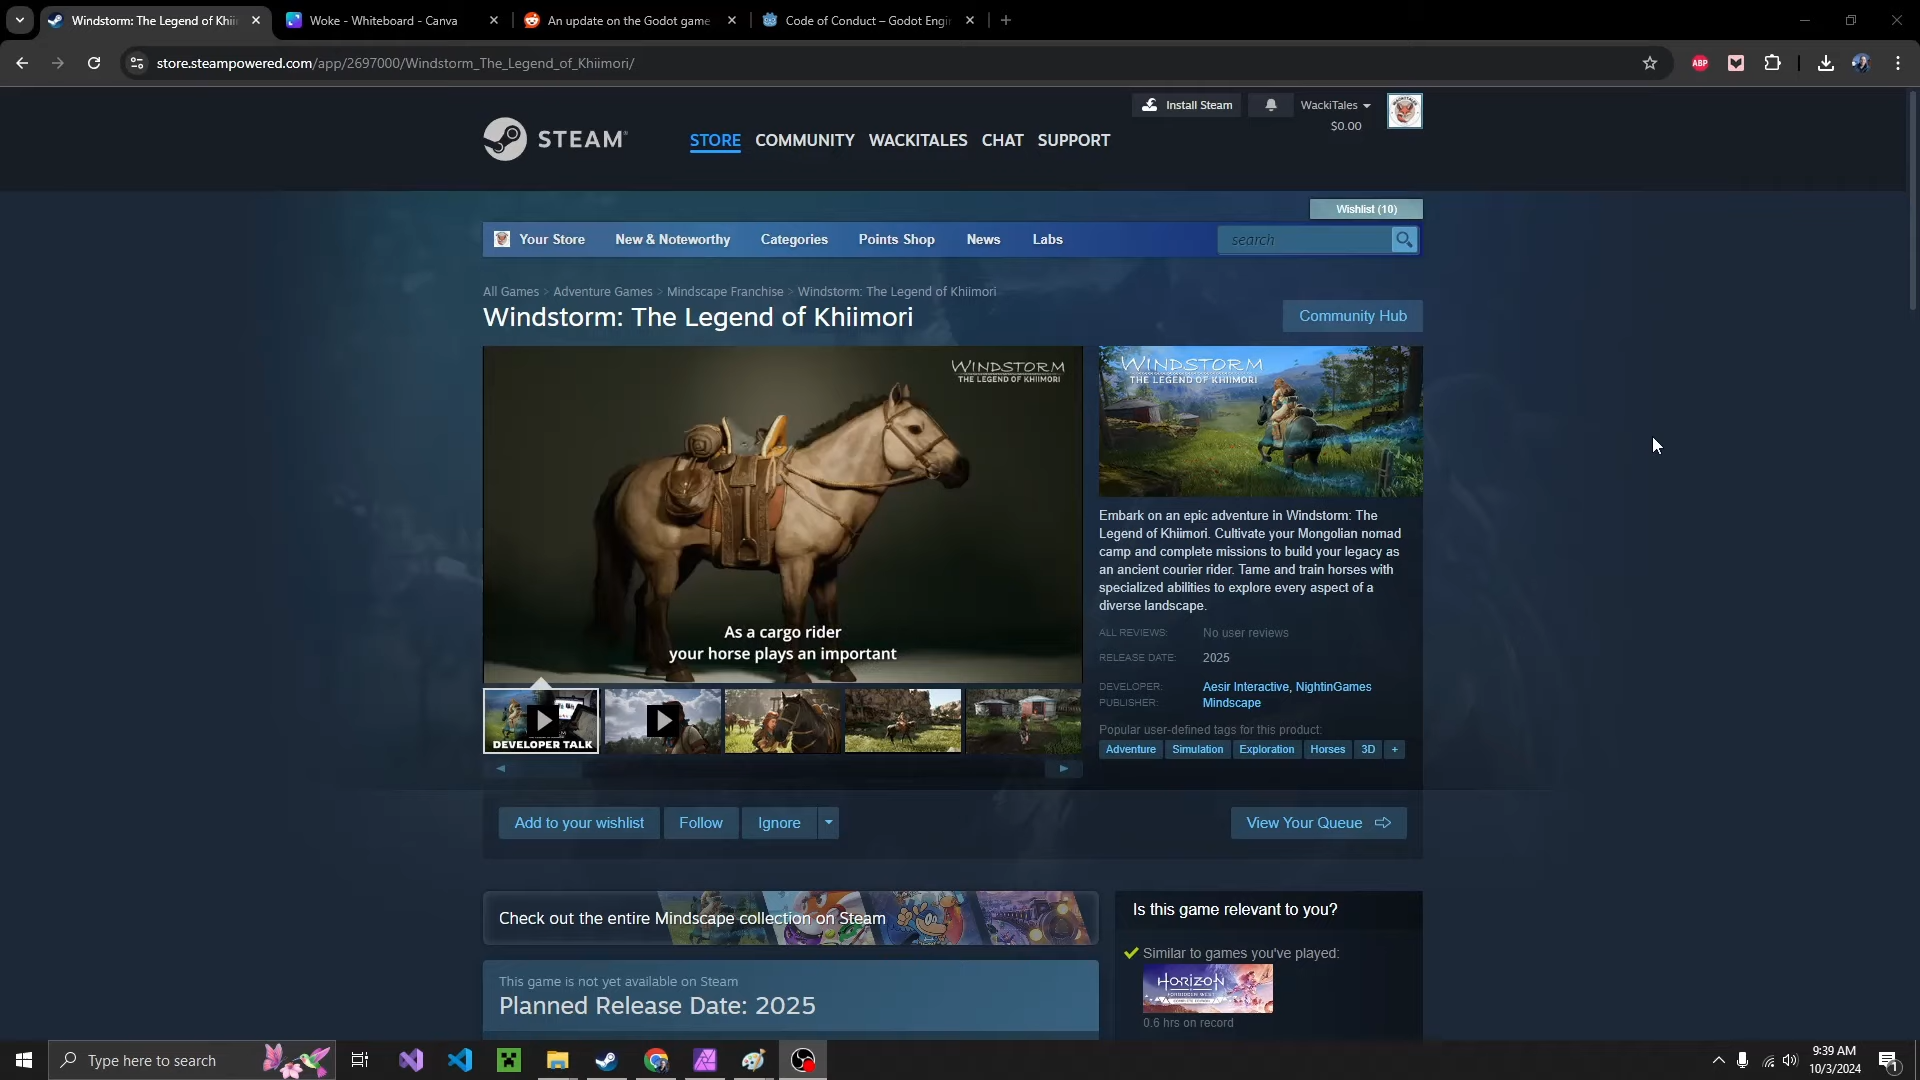 Windstorm: The Legend of Khii
Woke - Whiteboard - Canva
An update on the Godot game
Code of Conduct – Godot Engi
store.steampowered.com/app/2697000/Windstorm_The_Legend_of_Khiimori/
ABP
Install Steam
WackiTales
$0.00
STEAM
STORE COMMUNITY WACKITALES CHAT SUPPORT
Wishlist (10)
Your Store New & Noteworthy Categories Points Shop News Labs
search
All Games > Adventure Games > Mindscape Franchise > Windstorm: The Legend of Khiimori
Windstorm: The Legend of Khiimori
Community Hub
WINDSTORM
THE LEGEND OF KHIIMORI
As a cargo rider
your horse plays an important
DEVELOPER TALK
WINDSTORM
THE LEGEND OF KHIIMORI
Embark on an epic adventure in Windstorm: The
Legend of Khiimori. Cultivate your Mongolian nomad
camp and complete missions to build your legacy as
an ancient courier rider. Tame and train horses with
specialized abilities to explore every aspect of a
diverse landscape.
ALL REVIEWS: No user reviews
RELEASE DATE: 2025
DEVELOPER: Aesir Interactive, NightinGames
PUBLISHER: Mindscape
Popular user-defined tags for this product:
Adventure Simulation Exploration Horses 3D +
Add to your wishlist Follow Ignore
View Your Queue
Check out the entire Mindscape collection on Steam
This game is not yet available on Steam
Planned Release Date: 2025
Is this game relevant to you?
Similar to games you've played:
HORIZON
0.6 hrs on record
Type here to search
9:39 AM
10/3/2024
1